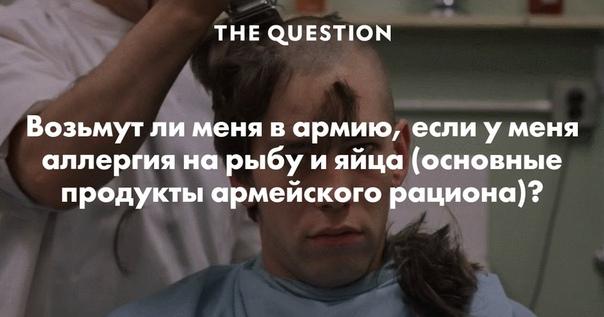 THE QUESTION
Возьмут ли меня в армию, если у меня
аллергия на рыбу и яйца (основные
продукты армейского рациона)?